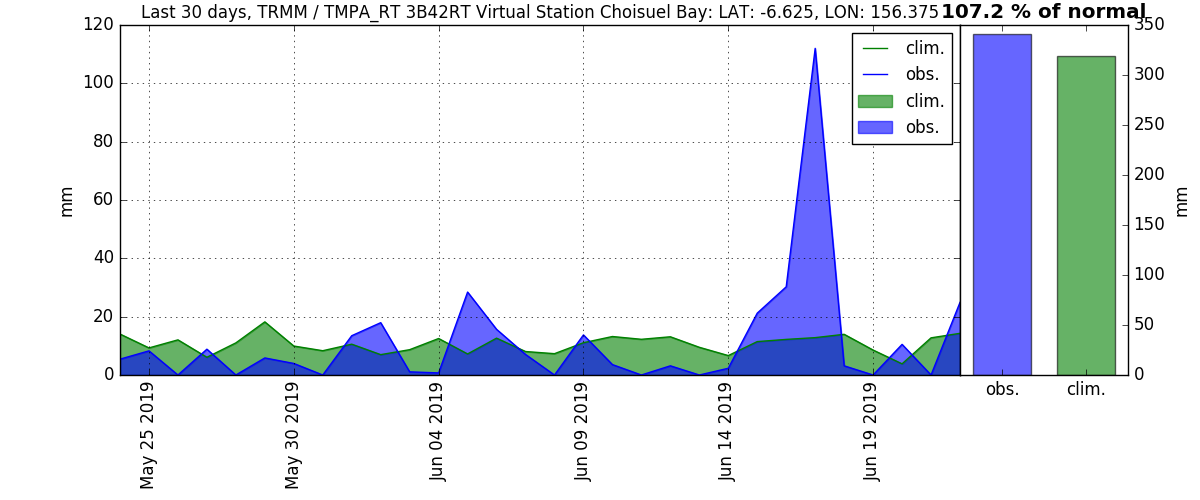 Last 30 days, TRMM / TMPA_RT 3B42RT Virtual Station Choisuel Bay: LAT: -6.625, LON: 156.375
107.2 % of normal
120
100
80
60
40
20
0
mm
clim.
obs.
clim.
obs.
May 25 2019
May 30 2019
Jun 04 2019
Jun 09 2019
Jun 14 2019
Jun 19 2019
350
300
250
200
150
100
50
0
mm
obs.
clim.